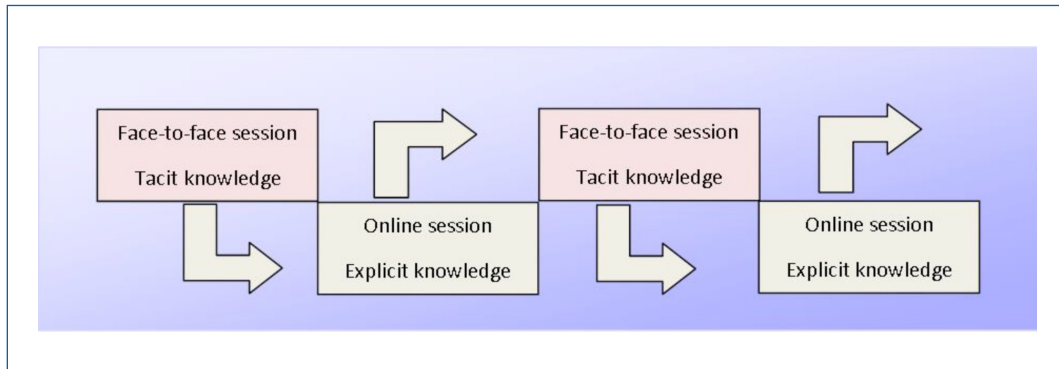 Face-to-face session
Tacit knowledge
Online session
Explicit knowledge
Face-to-face session
Tacit knowledge
Online session
Explicit knowledge